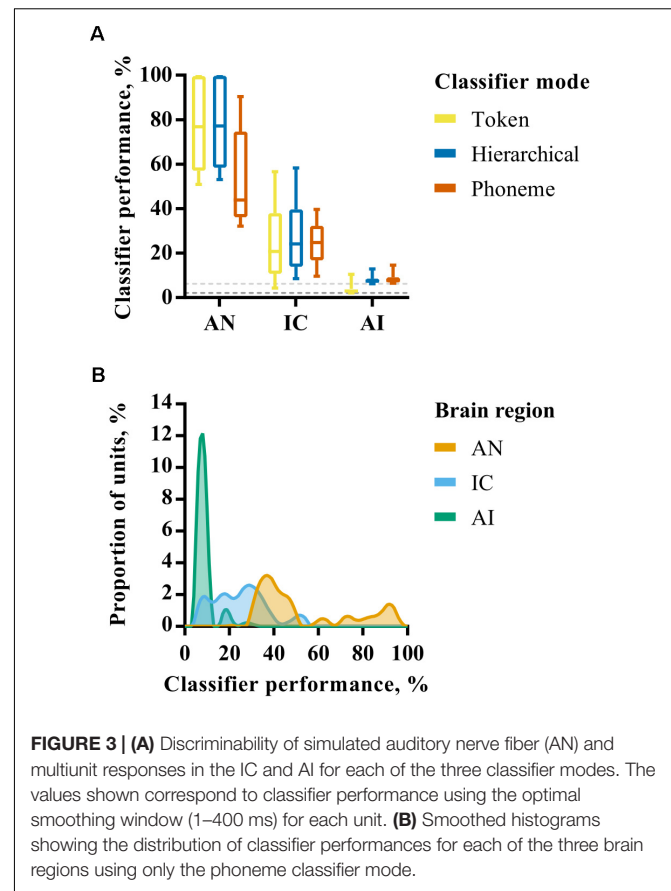 A
Classifier performance, %
100
80
60
40
20
0
AN IC AI
Classifier mode
Token
Hierarchical
Phoneme
B
Proportion of units, %
14
12
10
8
6
4
2
0
0 20 40 60 80 100
Classifier performance, %
Brain region
AN
IC
AI
FIGURE 3 | (A) Discriminability of simulated auditory nerve fiber (AN) and
multiunit responses in the IC and AI for each of the three classifier modes. The
values shown correspond to classifier performance using the optimal
smoothing window (1–400 ms) for each unit. (B) Smoothed histograms
showing the distribution of classifier performances for each of the three brain
regions using only the phoneme classifier mode.